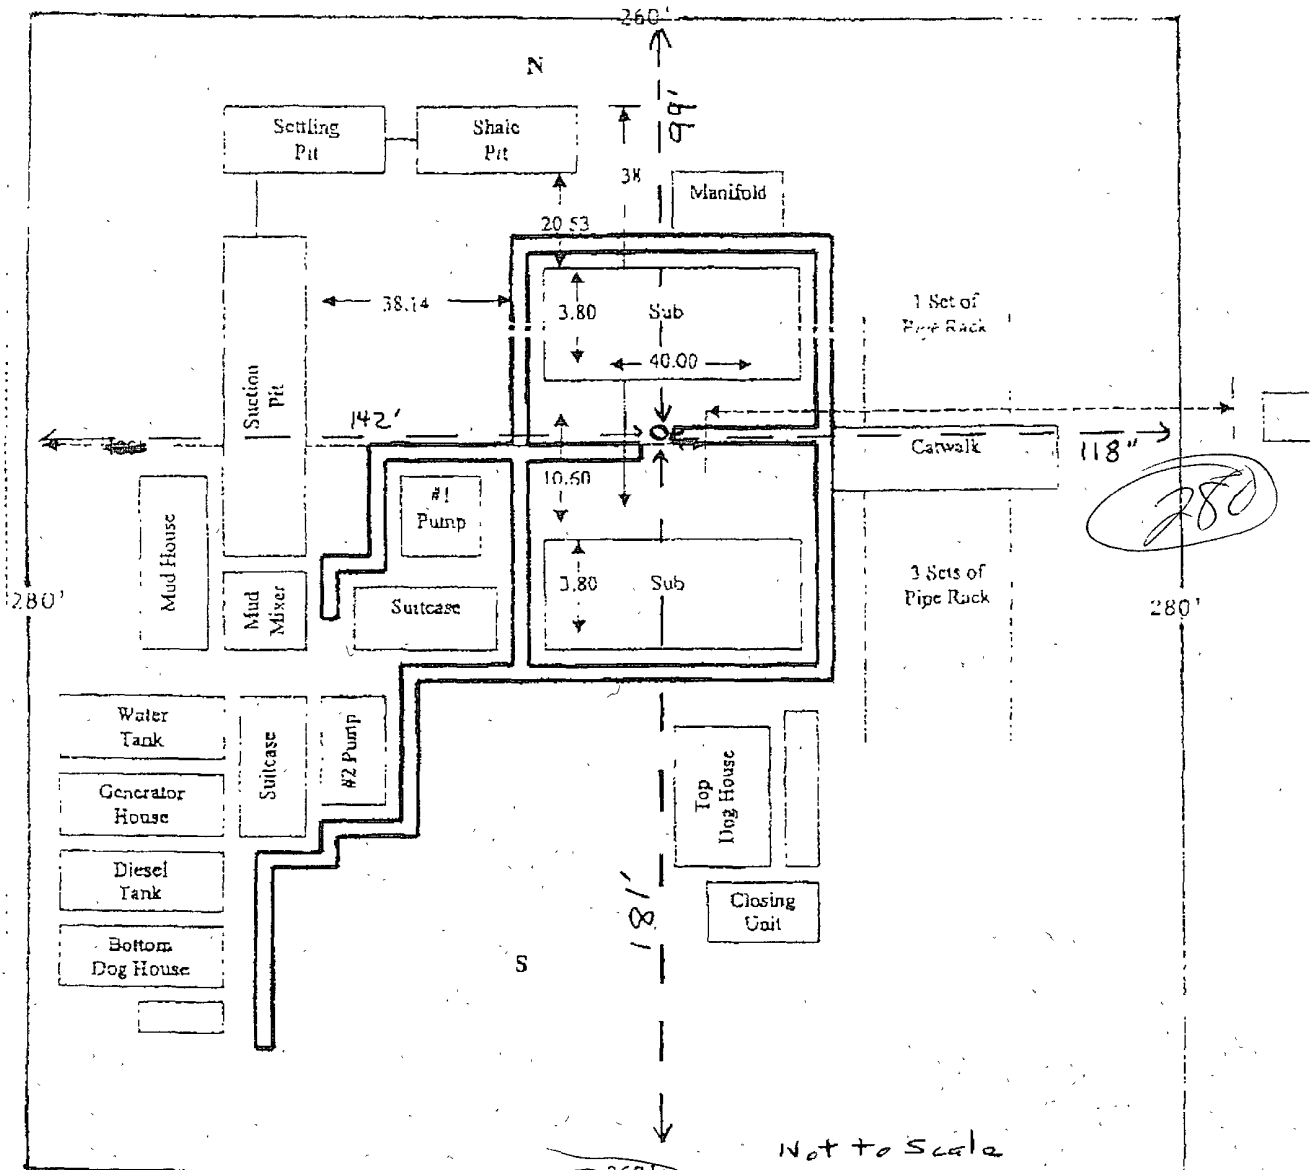 260'
N
99'
Settling
Pit
Shale
Pit
38
Manifold
20.53
38.14
3.80
Sub
1 Set of
Pipe Rack
40.00
Suction
Pit
142'
Catwalk
118"
280
10.60
#1
Pump
Mud House
Mud
Mixer
Suitcase
3.80
Sub
3 Sets of
Pipe Rack
280'
280'
Water
Tank
Suitcase
#2 Pump
Generator
House
Top
Dog House
Diesel
Tank
Closing
Unit
181'
Bottom
Dog House
S
Not to Scale